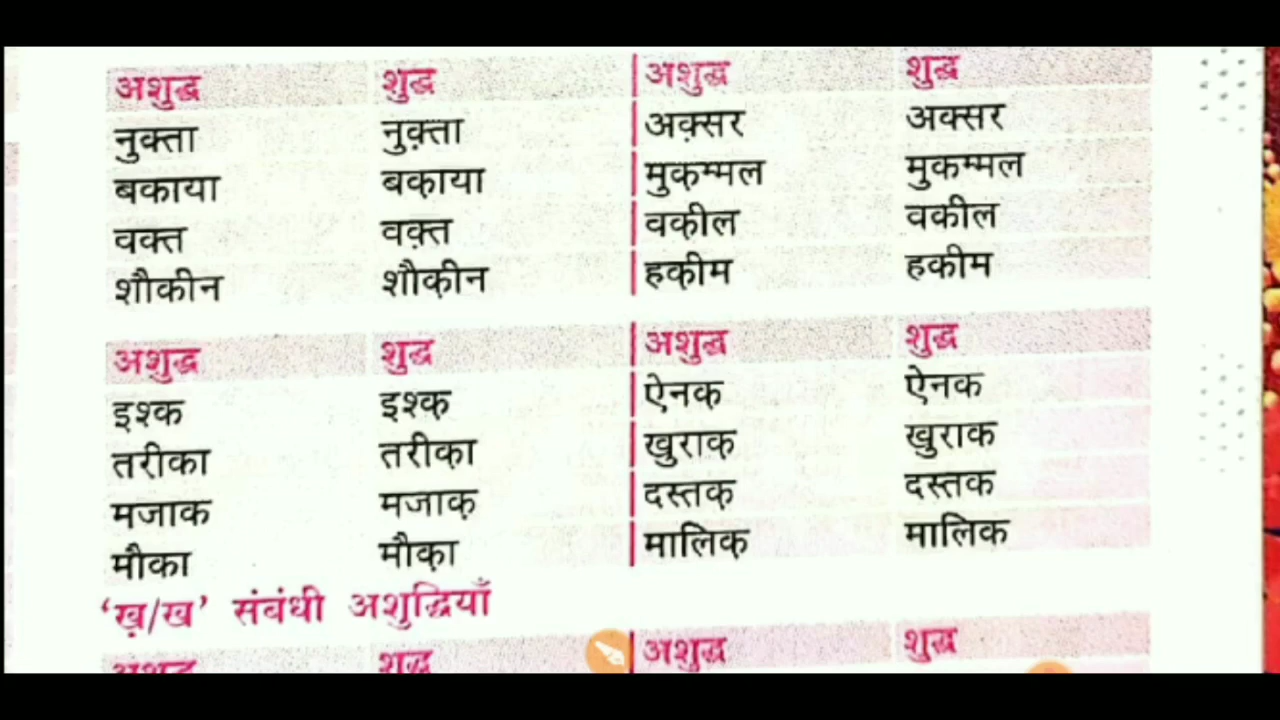 अशुद्ध शुद्ध अशुद्ध शुद्ध
नुक्ता नुक़्ता अक़्सर अक्सर
बकाया बक़ाया मुक़म्मल मुकम्मल
वक्त वक़्त वक़ील वकील
शौकीन शौक़ीन हक़ीम हकीम
अशुद्ध शुद्ध अशुद्ध शुद्ध
इश्क इश्क़ ऐनक़ ऐनक
तरीका तरीक़ा खुराक़ खुराक
मजाक मजाक़ दस्तक़ दस्तक
मौका मौक़ा मालिक़ मालिक
‘ख़/ख’ संबंधी अशुद्धियाँ
अशुद्ध शुद्ध अशुद्ध शुद्ध